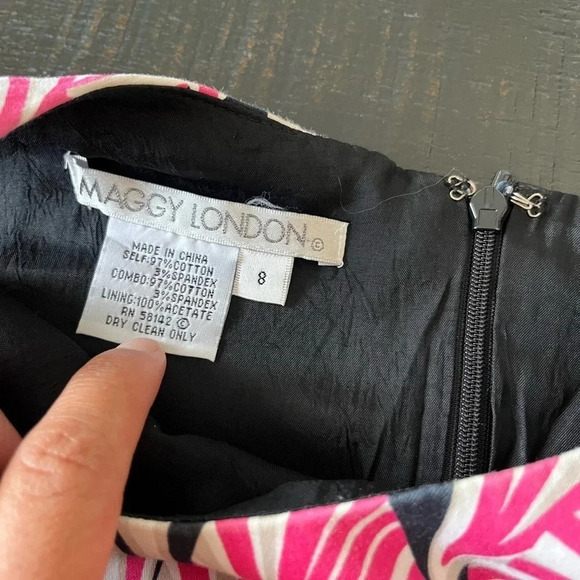 MAGGY LONDON ©
MADE IN CHINA
SELF:97%COTTON
3%SPANDEX
COMBO:97%COTTON
3%SPANDEX
LINING:100%ACETATE
RN 58142 ©
DRY CLEAN ONLY
8